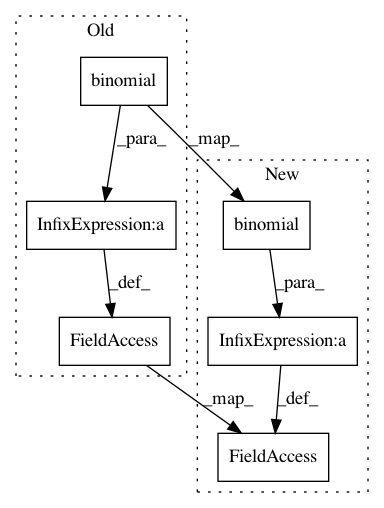 Old
binomial
_para_
_map_
New
InfixExpression:a
binomial
_def_
_para_
FieldAccess
InfixExpression:a
_map_
_def_
FieldAccess